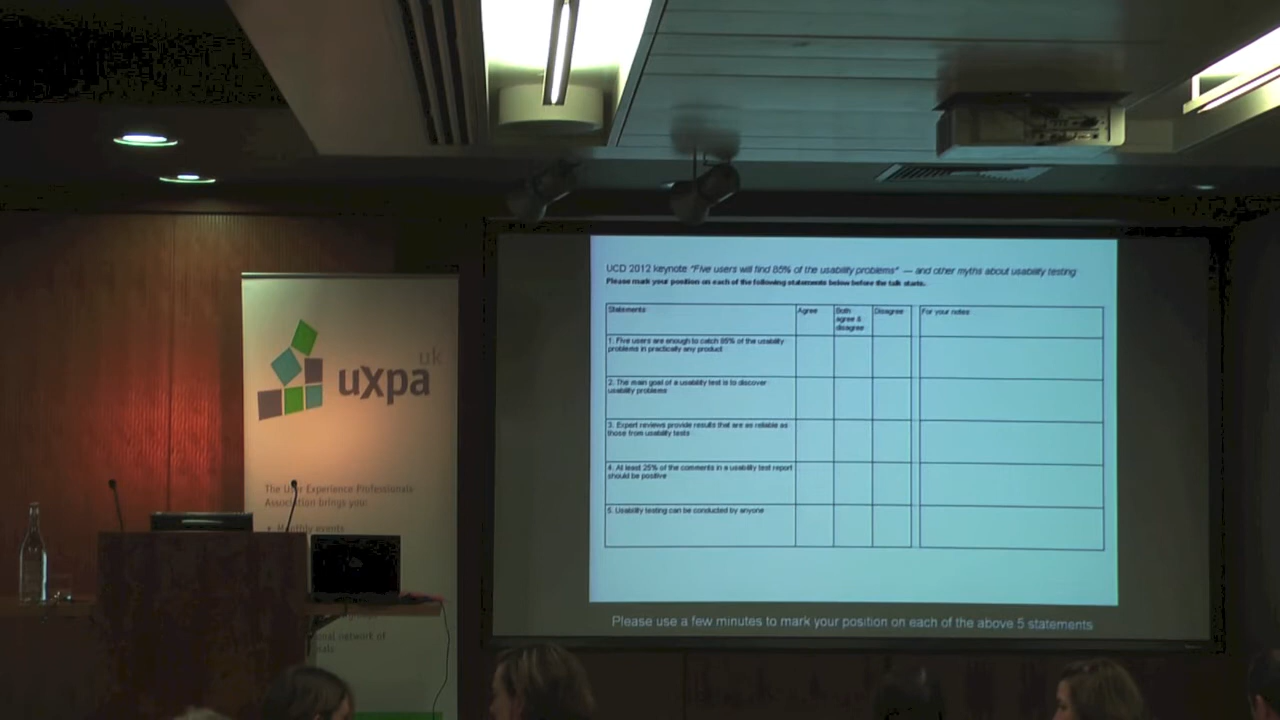 UCD 2012 keynote "Five users will find 85% of the usability problems" — and other myths about usability testing
Please mark your position on each of the following statements below before the talk starts.
Statements
Agree
Both
agree &
disagree
Disagree
For your notes
1. Five users are enough to catch 85% of the usability
problems in practically any product
2. The main goal of a usability test is to discover
usability problems
3. Expert reviews provide results that are as reliable as
those from usability tests
4. At least 25% of the comments in a usability test report
should be positive
5. Usability testing can be conducted by anyone
Please use a few minutes to mark your position on each of the above 5 statements
uk
uxpa
The User Experience Professionals
Association brings you:
• Monthly events
network of